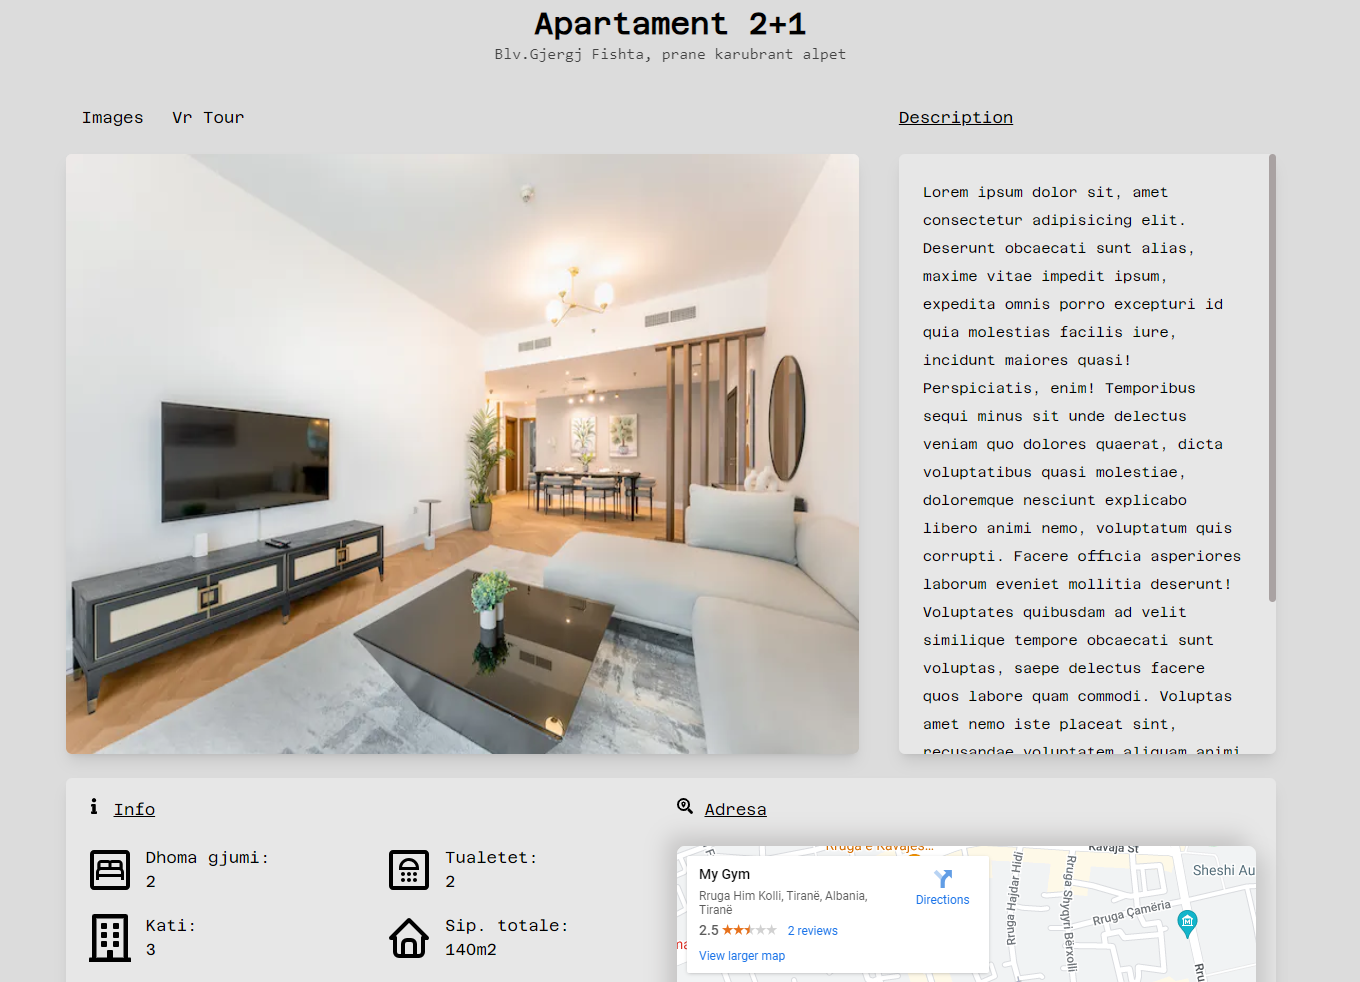 Apartament 2+1
Blv.Gjergj Fishta, prane karubrant alpet
Images Vr Tour
Description
Lorem ipsum dolor sit, amet
consectetur adipisicing elit.
Deserunt obcaecati sunt alias,
maxime vitae impedit ipsum,
expedita omnis porro excepturi id
quia molestias facilis iure,
incidunt maiores quasi!
Perspiciatis, enim! Temporibus
sequi minus sit unde delectus
veniam quo dolores quaerat, dicta
voluptatibus quasi molestiae,
doloremque nesciunt explicabo
libero animi nemo, voluptatum quis
corrupti. Facere officia asperiores
laborum eveniet mollitia deserunt!
Voluptates quibusdam ad velit
similique tempore obcaecati sunt
voluptas, saepe delectus facere
quos labore quam commodi. Voluptas
amet nemo iste placeat sint,
recusandae voluptatem aliquam animi
Info
Dhoma gjumi:
2
Tualetet:
2
Kati:
3
Sip. totale:
140m2
Adresa
Rruga e Kavajës...
Kavaja St
My Gym
Rruga Him Kolli, Tiranë, Albania,
Tiranë
2.5
2 reviews
View larger map
Directions
Rruga Hajdar Hidi
Rruga Shyqyri Bërxolli
Rruga Çamëria
Sheshi Au
Rru